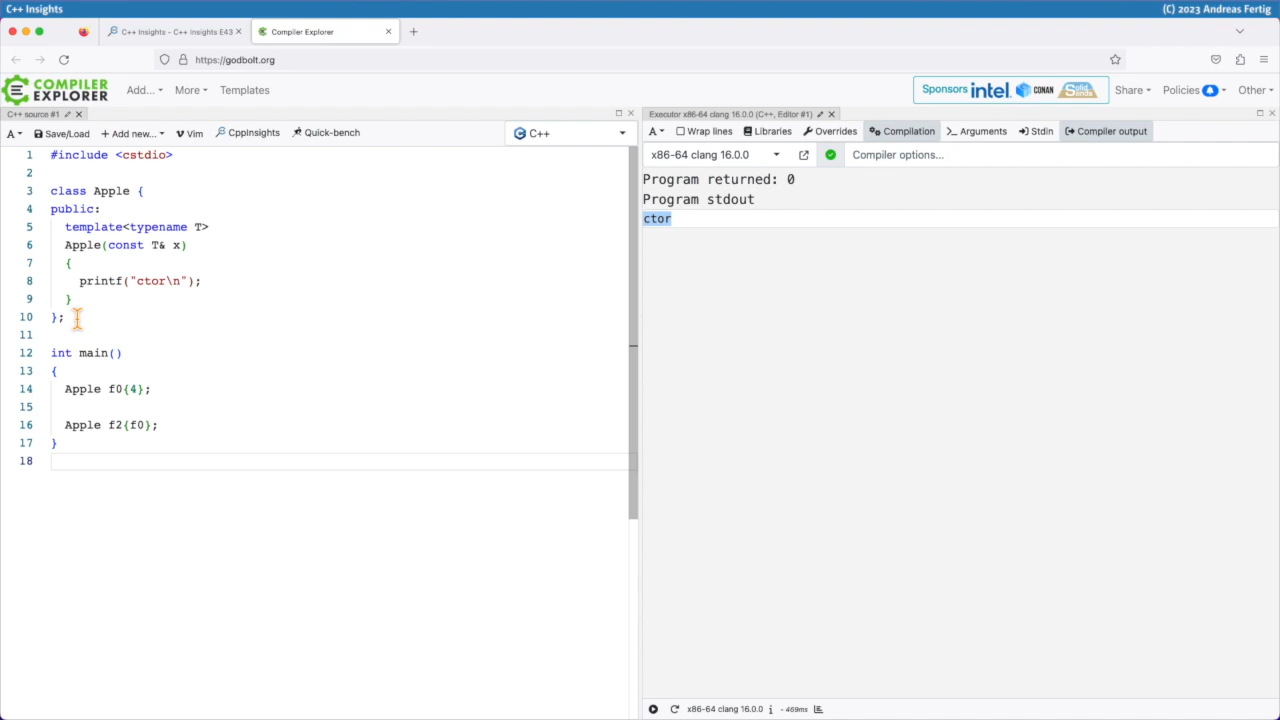 C++ Insights
(C) 2023 Andreas Fertig
C++ Insights - C++ Insights E43
Compiler Explorer
https://godbolt.org
COMPILER
EXPLORER
Add...
More
Templates
Sponsors intel. CONAN Solid Sands
Share
Policies
Other
C++ source #1
A
Save/Load
Add new...
Vim
CppInsights
Quick-bench
C++
1 #include <cstdio>
2
3 class Apple {
4 public:
5 template<typename T>
6 Apple(const T& x)
7 {
8 printf("ctor\n");
9 }
10 };
11
12 int main()
13 {
14 Apple f0{4};
15
16 Apple f2{f0};
17 }
18
Executor x86-64 clang 16.0.0 (C++, Editor #1)
A
Wrap lines
Libraries
Overrides
Compilation
Arguments
Stdin
Compiler output
x86-64 clang 16.0.0
Compiler options...
Program returned: 0
Program stdout
ctor
x86-64 clang 16.0.0 i - 469ms